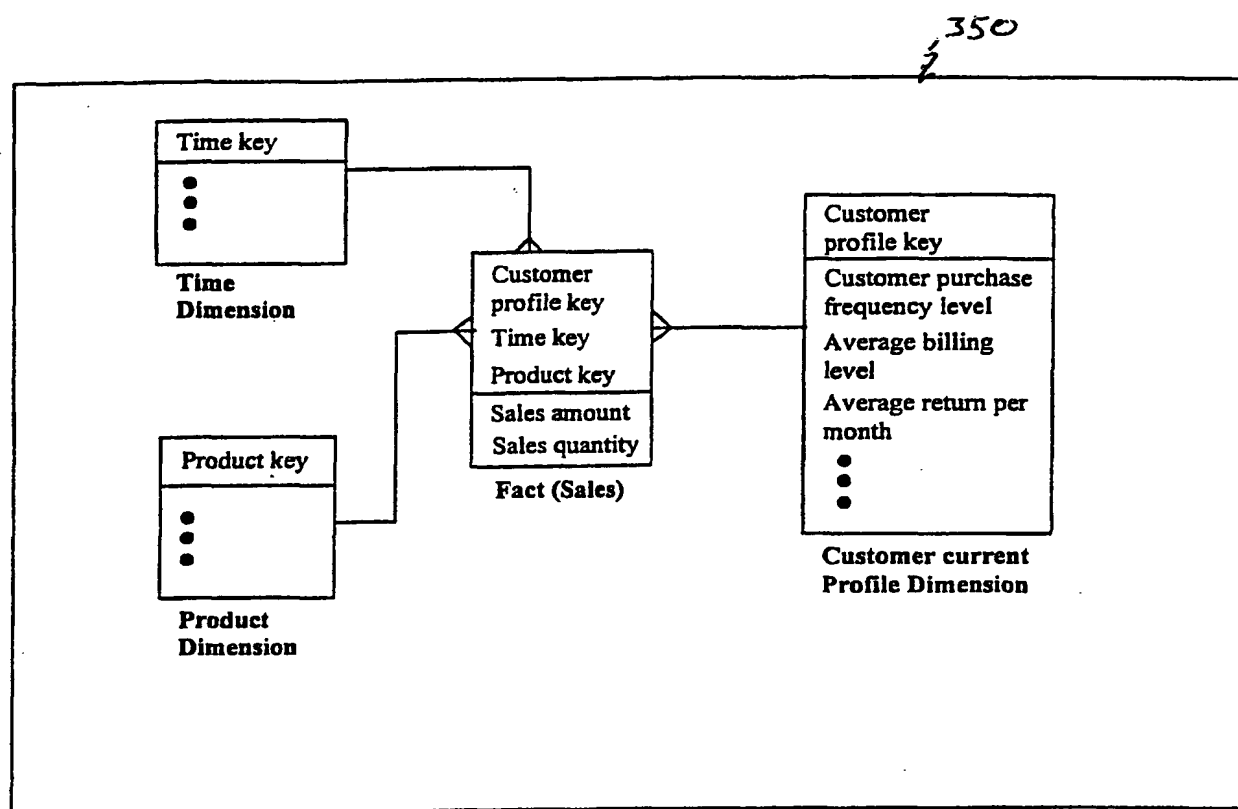 350
Time key
Time
Dimension
Product key
Product
Dimension
Customer
profile key
Time key
Product key
Sales amount
Sales quantity
Fact (Sales)
Customer
profile key
Customer purchase
frequency level
Average billing
level
Average return per
month
Customer current
Profile Dimension